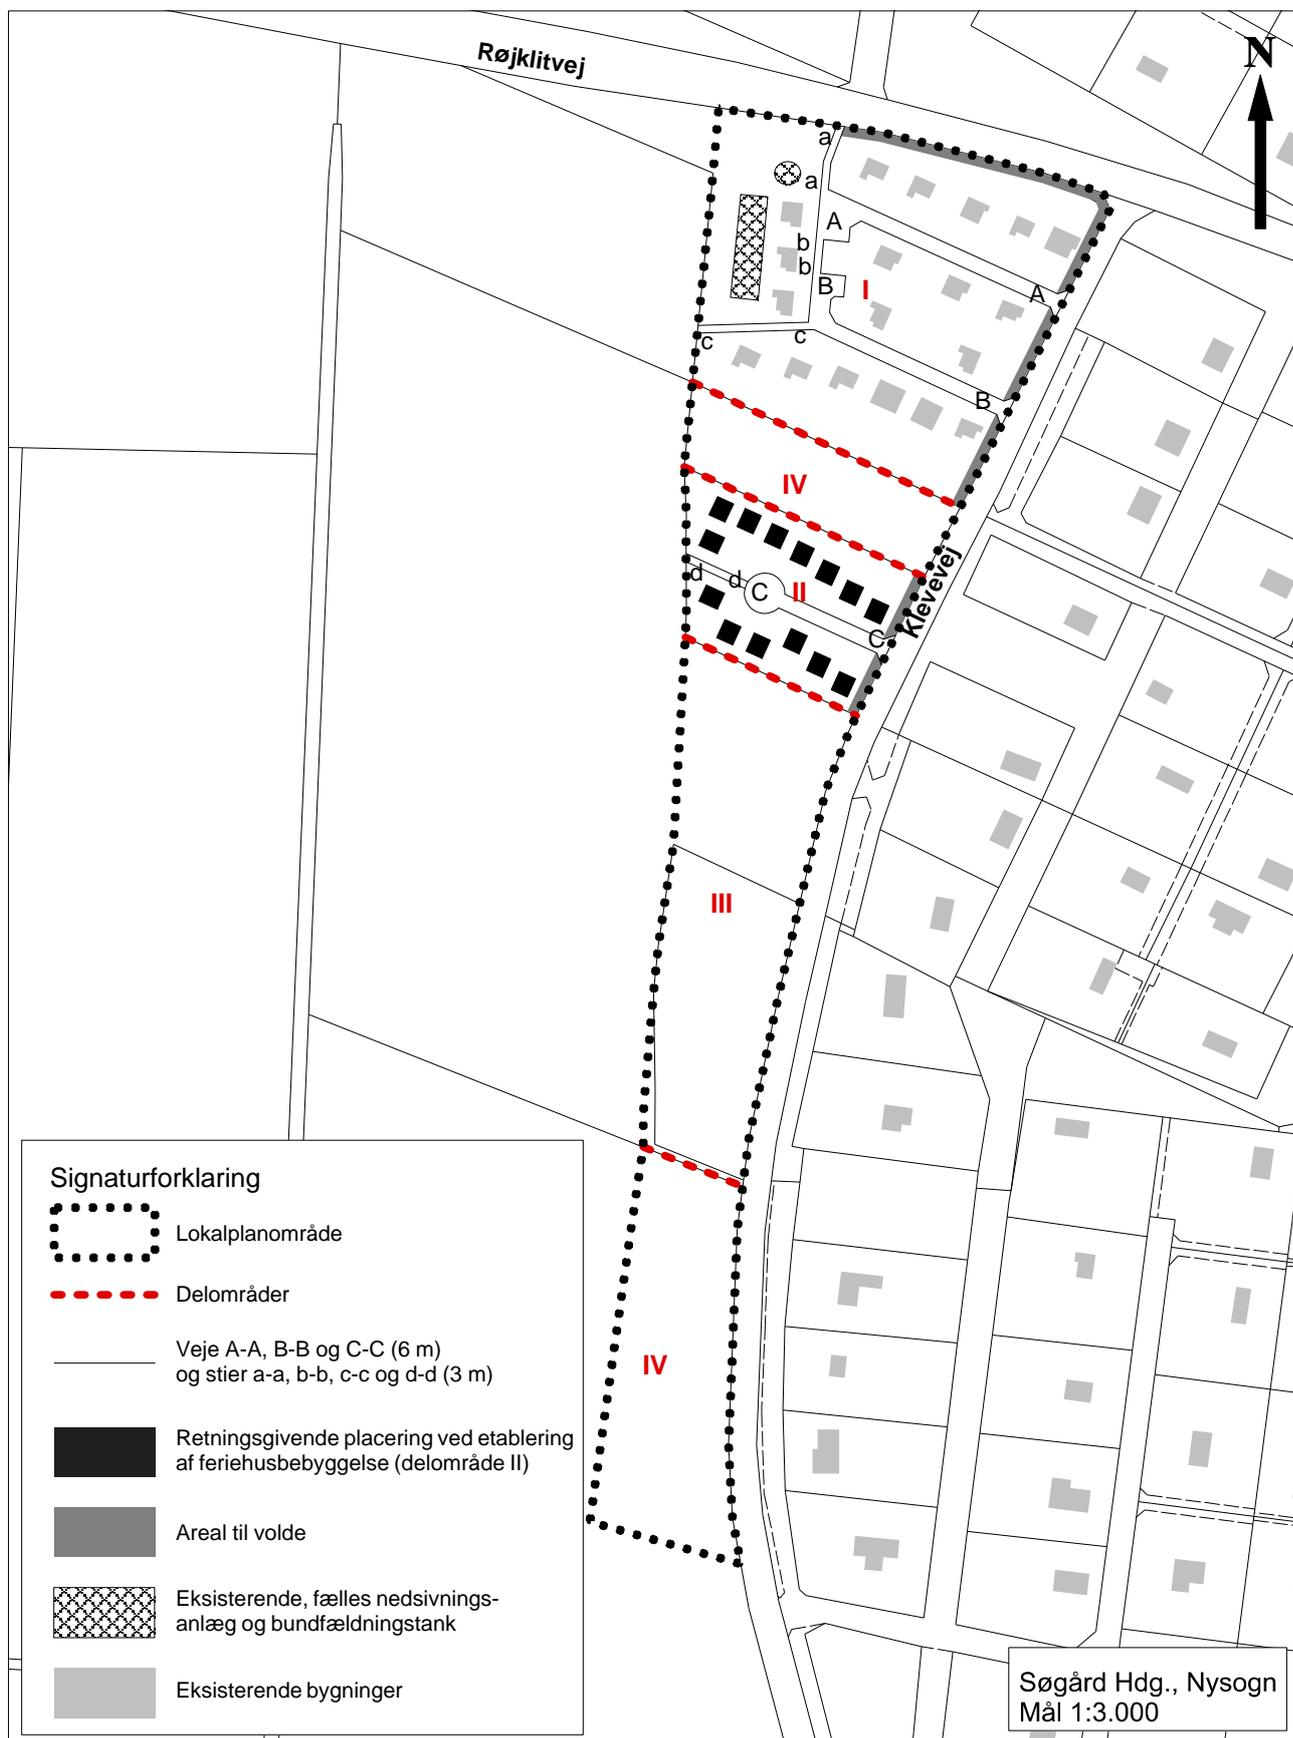 Røjklitvej
N
a
a
A
b
b
B
I
A
c
c
B
IV
d
d
C
II
C
Klevevej
III
IV
Signaturforklaring
Lokalplanområde
Delområder
Veje A-A, B-B og C-C (6 m)
og stier a-a, b-b, c-c og d-d (3 m)
Retningsgivende placering ved etablering
af feriehusbebyggelse (delområde II)
Areal til volde
Eksisterende, fælles nedsivnings-
anlæg og bundfældningstank
Eksisterende bygninger
Søgård Hdg., Nysogn
Mål 1:3.000